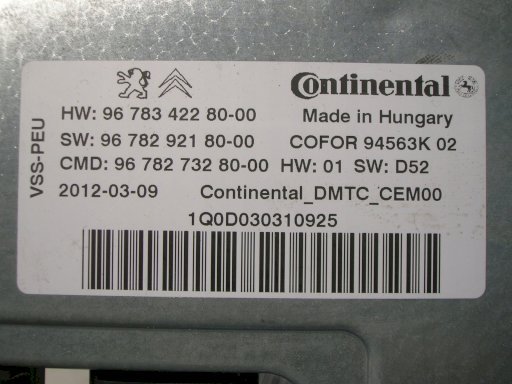 Continental
HW: 96 783 422 80-00 Made in Hungary
SW: 96 782 921 80-00 COFOR 94563K 02
CMD: 96 782 732 80-00 HW: 01 SW: D52
2012-03-09 Continental_DMTC_CEM00
1Q0D030310925
VSS-PEU